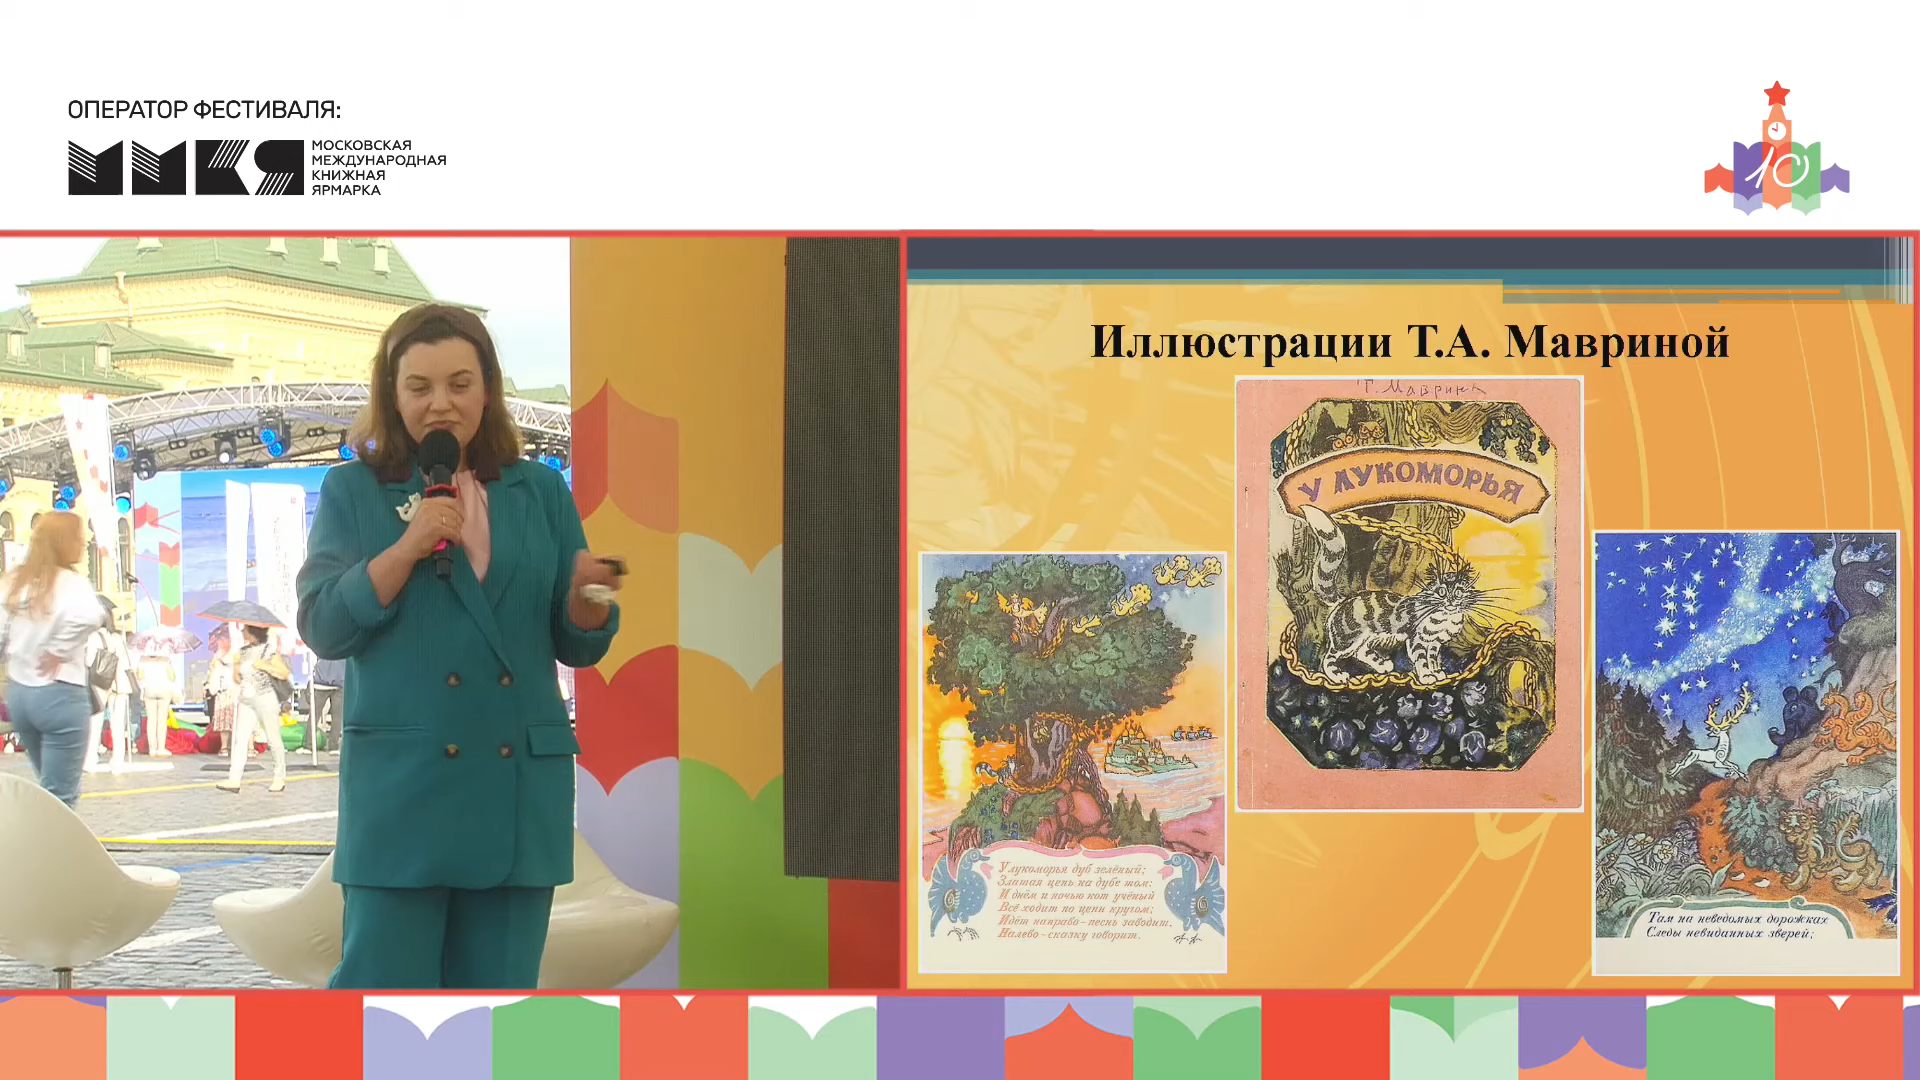 ОПЕРАТОР ФЕСТИВАЛЯ:
ММКЯ
МОСКОВСКАЯ
МЕЖДУНАРОДНАЯ
КНИЖНАЯ
ЯРМАРКА
10
Иллюстрации Т.А. Мавриной
Т. Маврина
У ЛУКОМОРЬЯ
У лукоморья дуб зелёный;
Златая цепь на дубе том:
И днём и ночью кот учёный
Всё ходит по цепи кругом;
Идёт направо – песнь заводит,
Налево – сказку говорит.
Там на неведомых дорожках
Следы невиданных зверей;